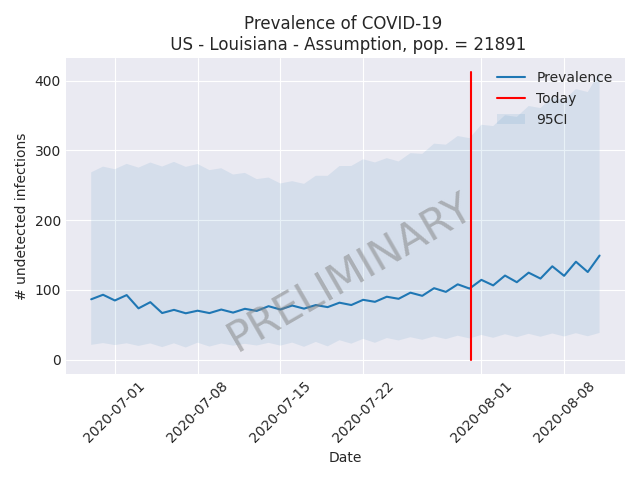 Prevalence of COVID-19
US - Louisiana - Assumption, pop. = 21891
# undetected infections
400
300
200
100
0
Prevalence
Today
95CI
PRELIMINARY
2020-07-01
2020-07-08
2020-07-15
2020-07-22
2020-08-01
2020-08-08
Date